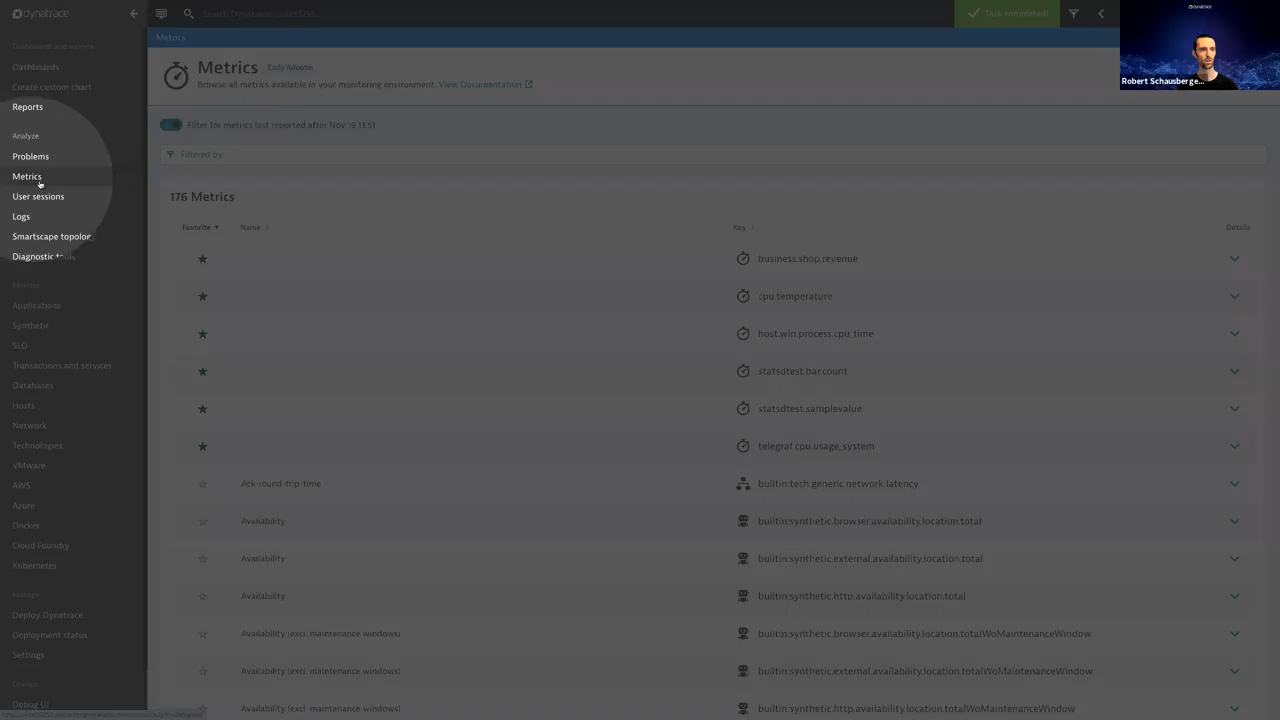 dynatrace
Search Dynatrace
Task completed!
dynatrace
Robert Schausberge...
Dashboards and reports
Dashboards
Create custom chart
Reports
Analyze
Problems
Metrics
User sessions
Logs
Smartscape topolog
Diagnostic tools
Monitor
Applications
Synthetic
SLO
Transactions and services
Databases
Hosts
Network
Technologies
VMware
AWS
Azure
Docker
Cloud Foundry
Kubernetes
Manage
Deploy Dynatrace
Deployment status
Settings
Debug UI
Metrics
Metrics Early Adopter
Browse all metrics available in your monitoring environment. View Documentation
Filter for metrics last reported after Nov 19 13:51
Filtered by:
176 Metrics
Favorite Name Key Details
business.shop.revenue
cpu.temperature
host.win.process.cpu_time
statsdtest.bar.count
statsdtest.samplevalue
telegraf.cpu.usage_system
Ack-round-trip-time builtin:tech.generic.network.latency
Availability builtin:synthetic.browser.availability.location.total
Availability builtin:synthetic.external.availability.location.total
Availability builtin:synthetic.http.availability.location.total
Availability (excl. maintenance windows) builtin:synthetic.browser.availability.location.totalWoMaintenanceWindow
Availability (excl. maintenance windows) builtin:synthetic.external.availability.location.totalWoMaintenanceWindow
Availability (excl. maintenance windows) builtin:synthetic.http.availability.location.totalWoMaintenanceWindow